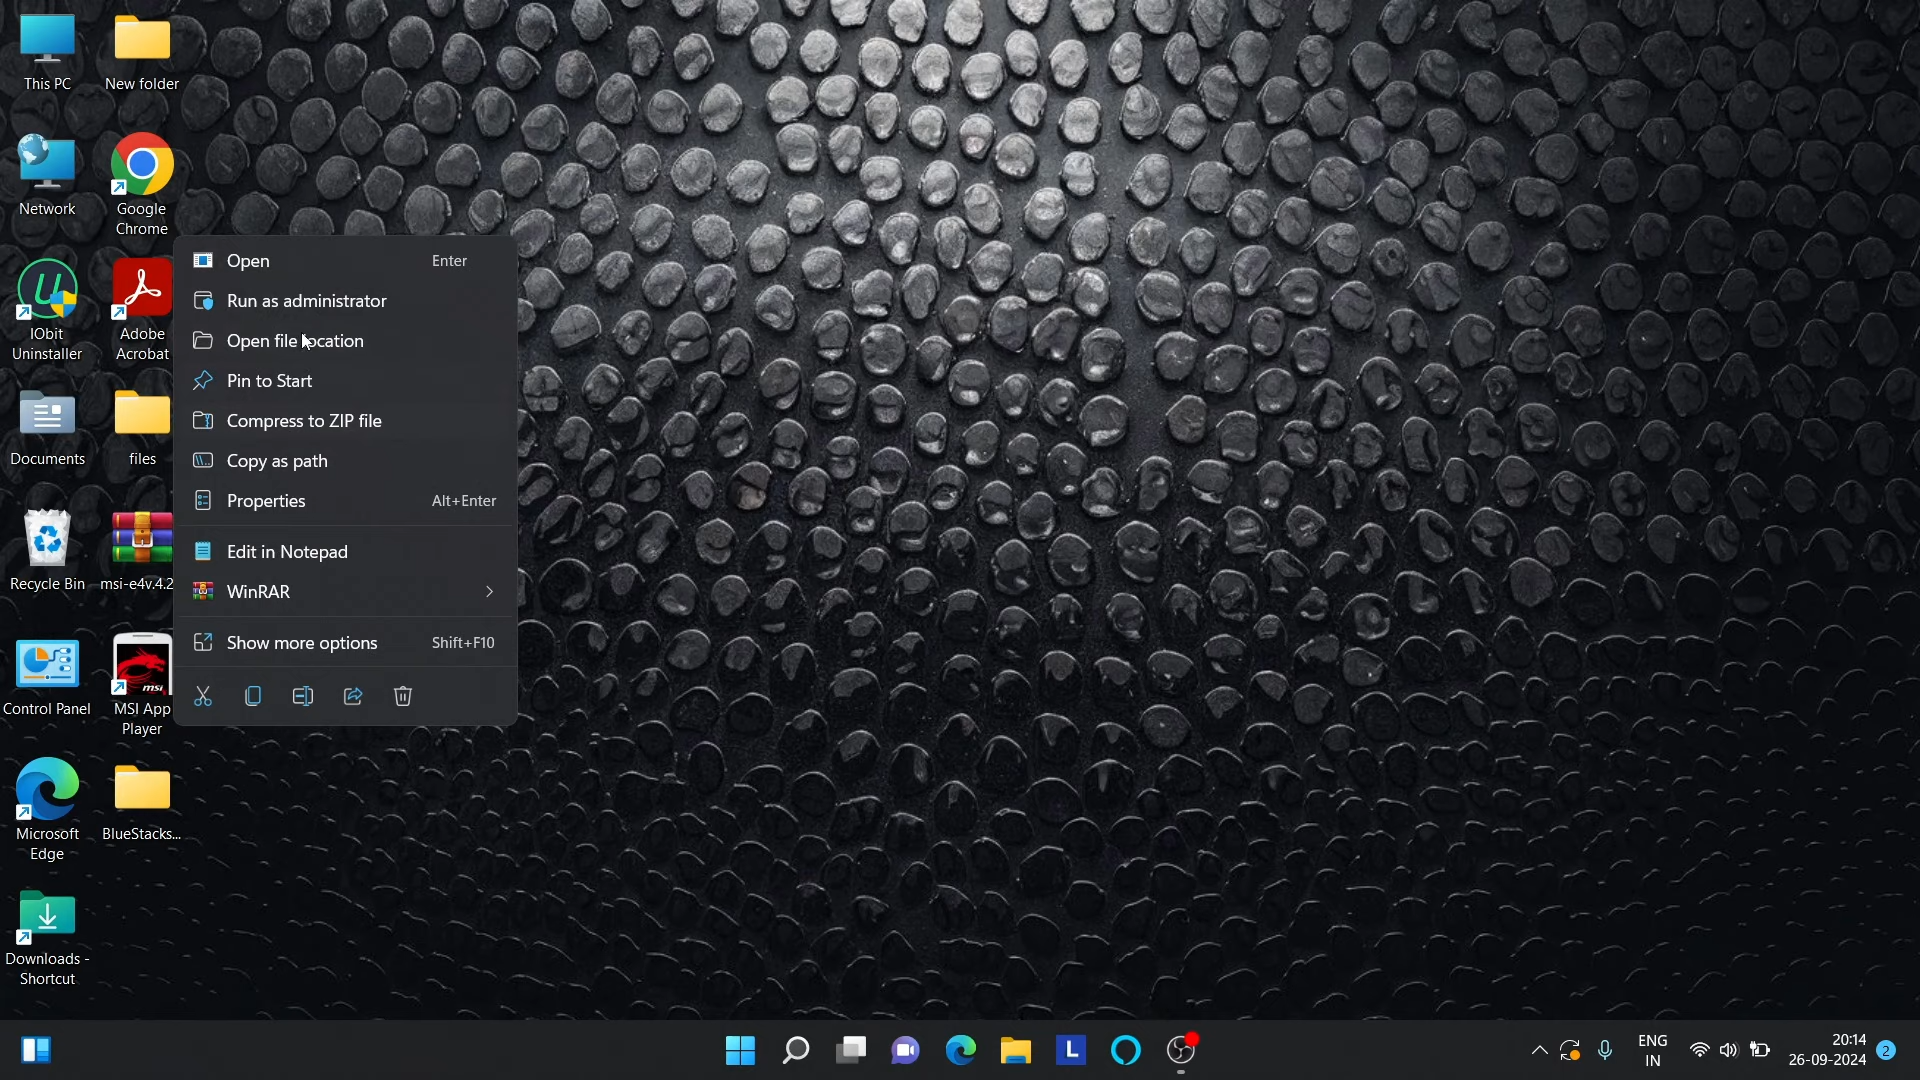 This PC
New folder
Network
Google
Chrome
IObit
Uninstaller
Adobe
Acrobat
Documents
files
Recycle Bin
msi-e4v.4.2
Control Panel
msi
MSI App
Player
Microsoft
Edge
BlueStacks...
Downloads -
Shortcut
Open Enter
Run as administrator
Open file location
Pin to Start
Compress to ZIP file
Copy as path
Properties Alt+Enter
Edit in Notepad
WinRAR
Show more options Shift+F10
L
ENG
IN
20:14
26-09-2024
2